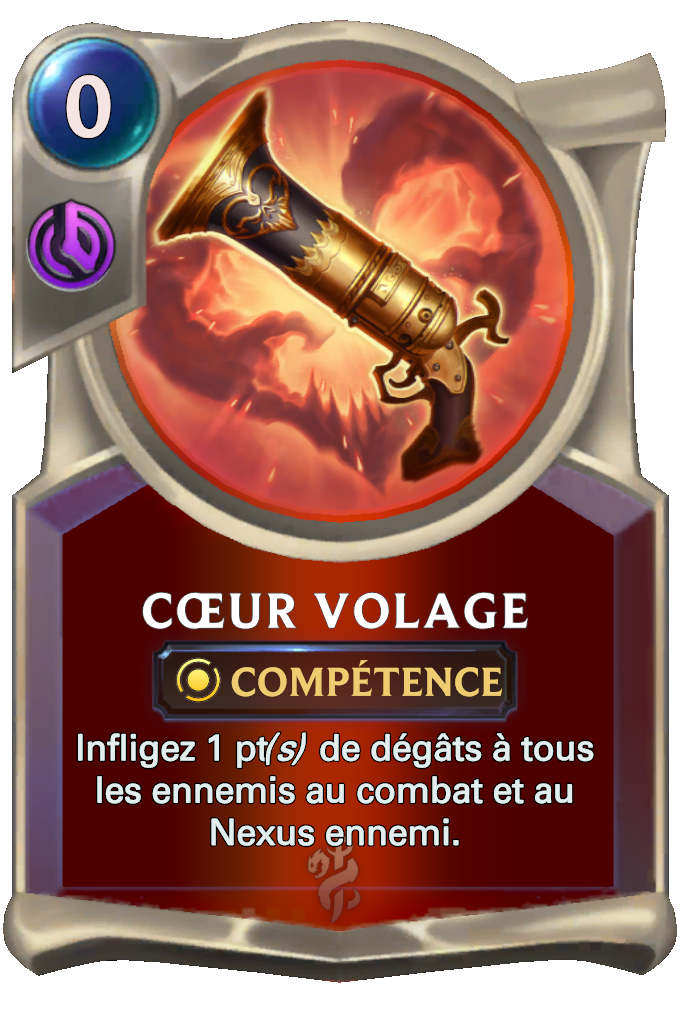 0
CŒUR VOLAGE
COMPÉTENCE
Infligez 1 pt(s) de dégâts à tous
les ennemis au combat et au
Nexus ennemi.